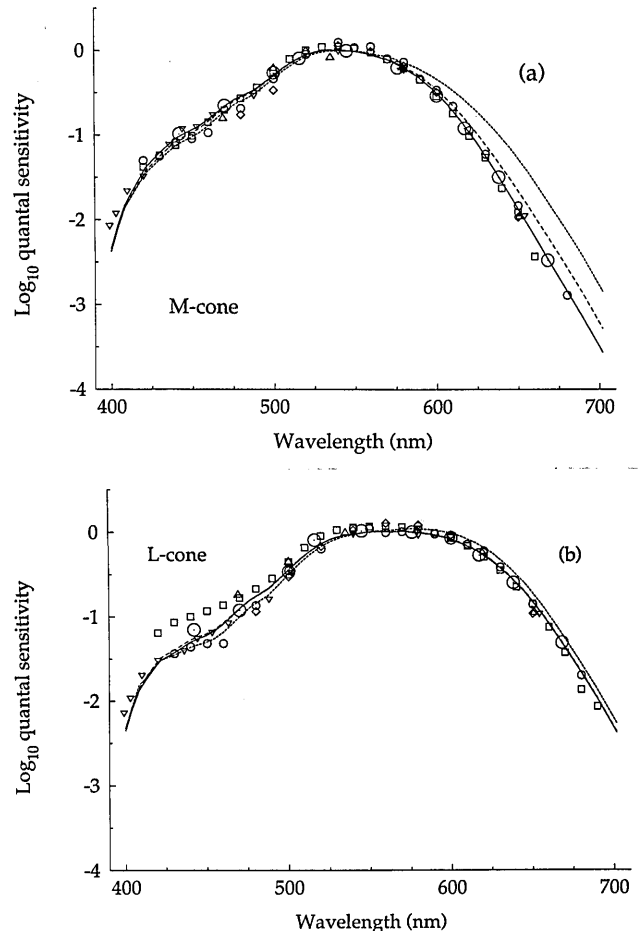 0
-1
-2
-3
-4
Log10 quantal sensitivity
(a)
M-cone
400
500
600
700
Wavelength (nm)
0
-1
-2
-3
-4
Log10 quantal sensitivity
L-cone
(b)
400
500
600
700
Wavelength (nm)